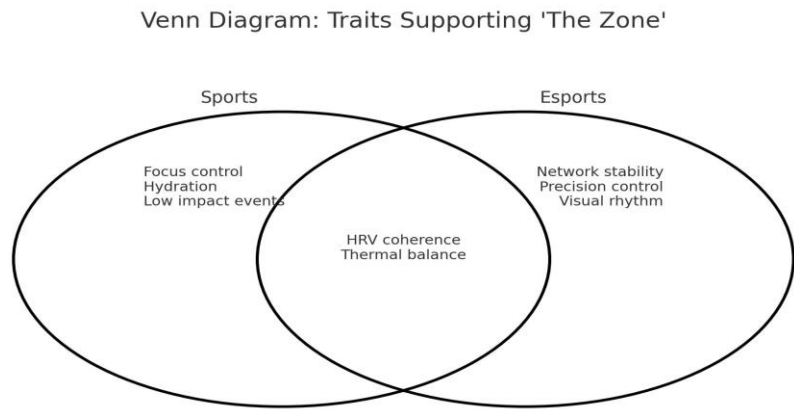 Venn Diagram: Traits Supporting 'The Zone'
Sports
Esports
Focus control
Hydration
Low impact events
Network stability
Precision control
Visual rhythm
HRV coherence
Thermal balance